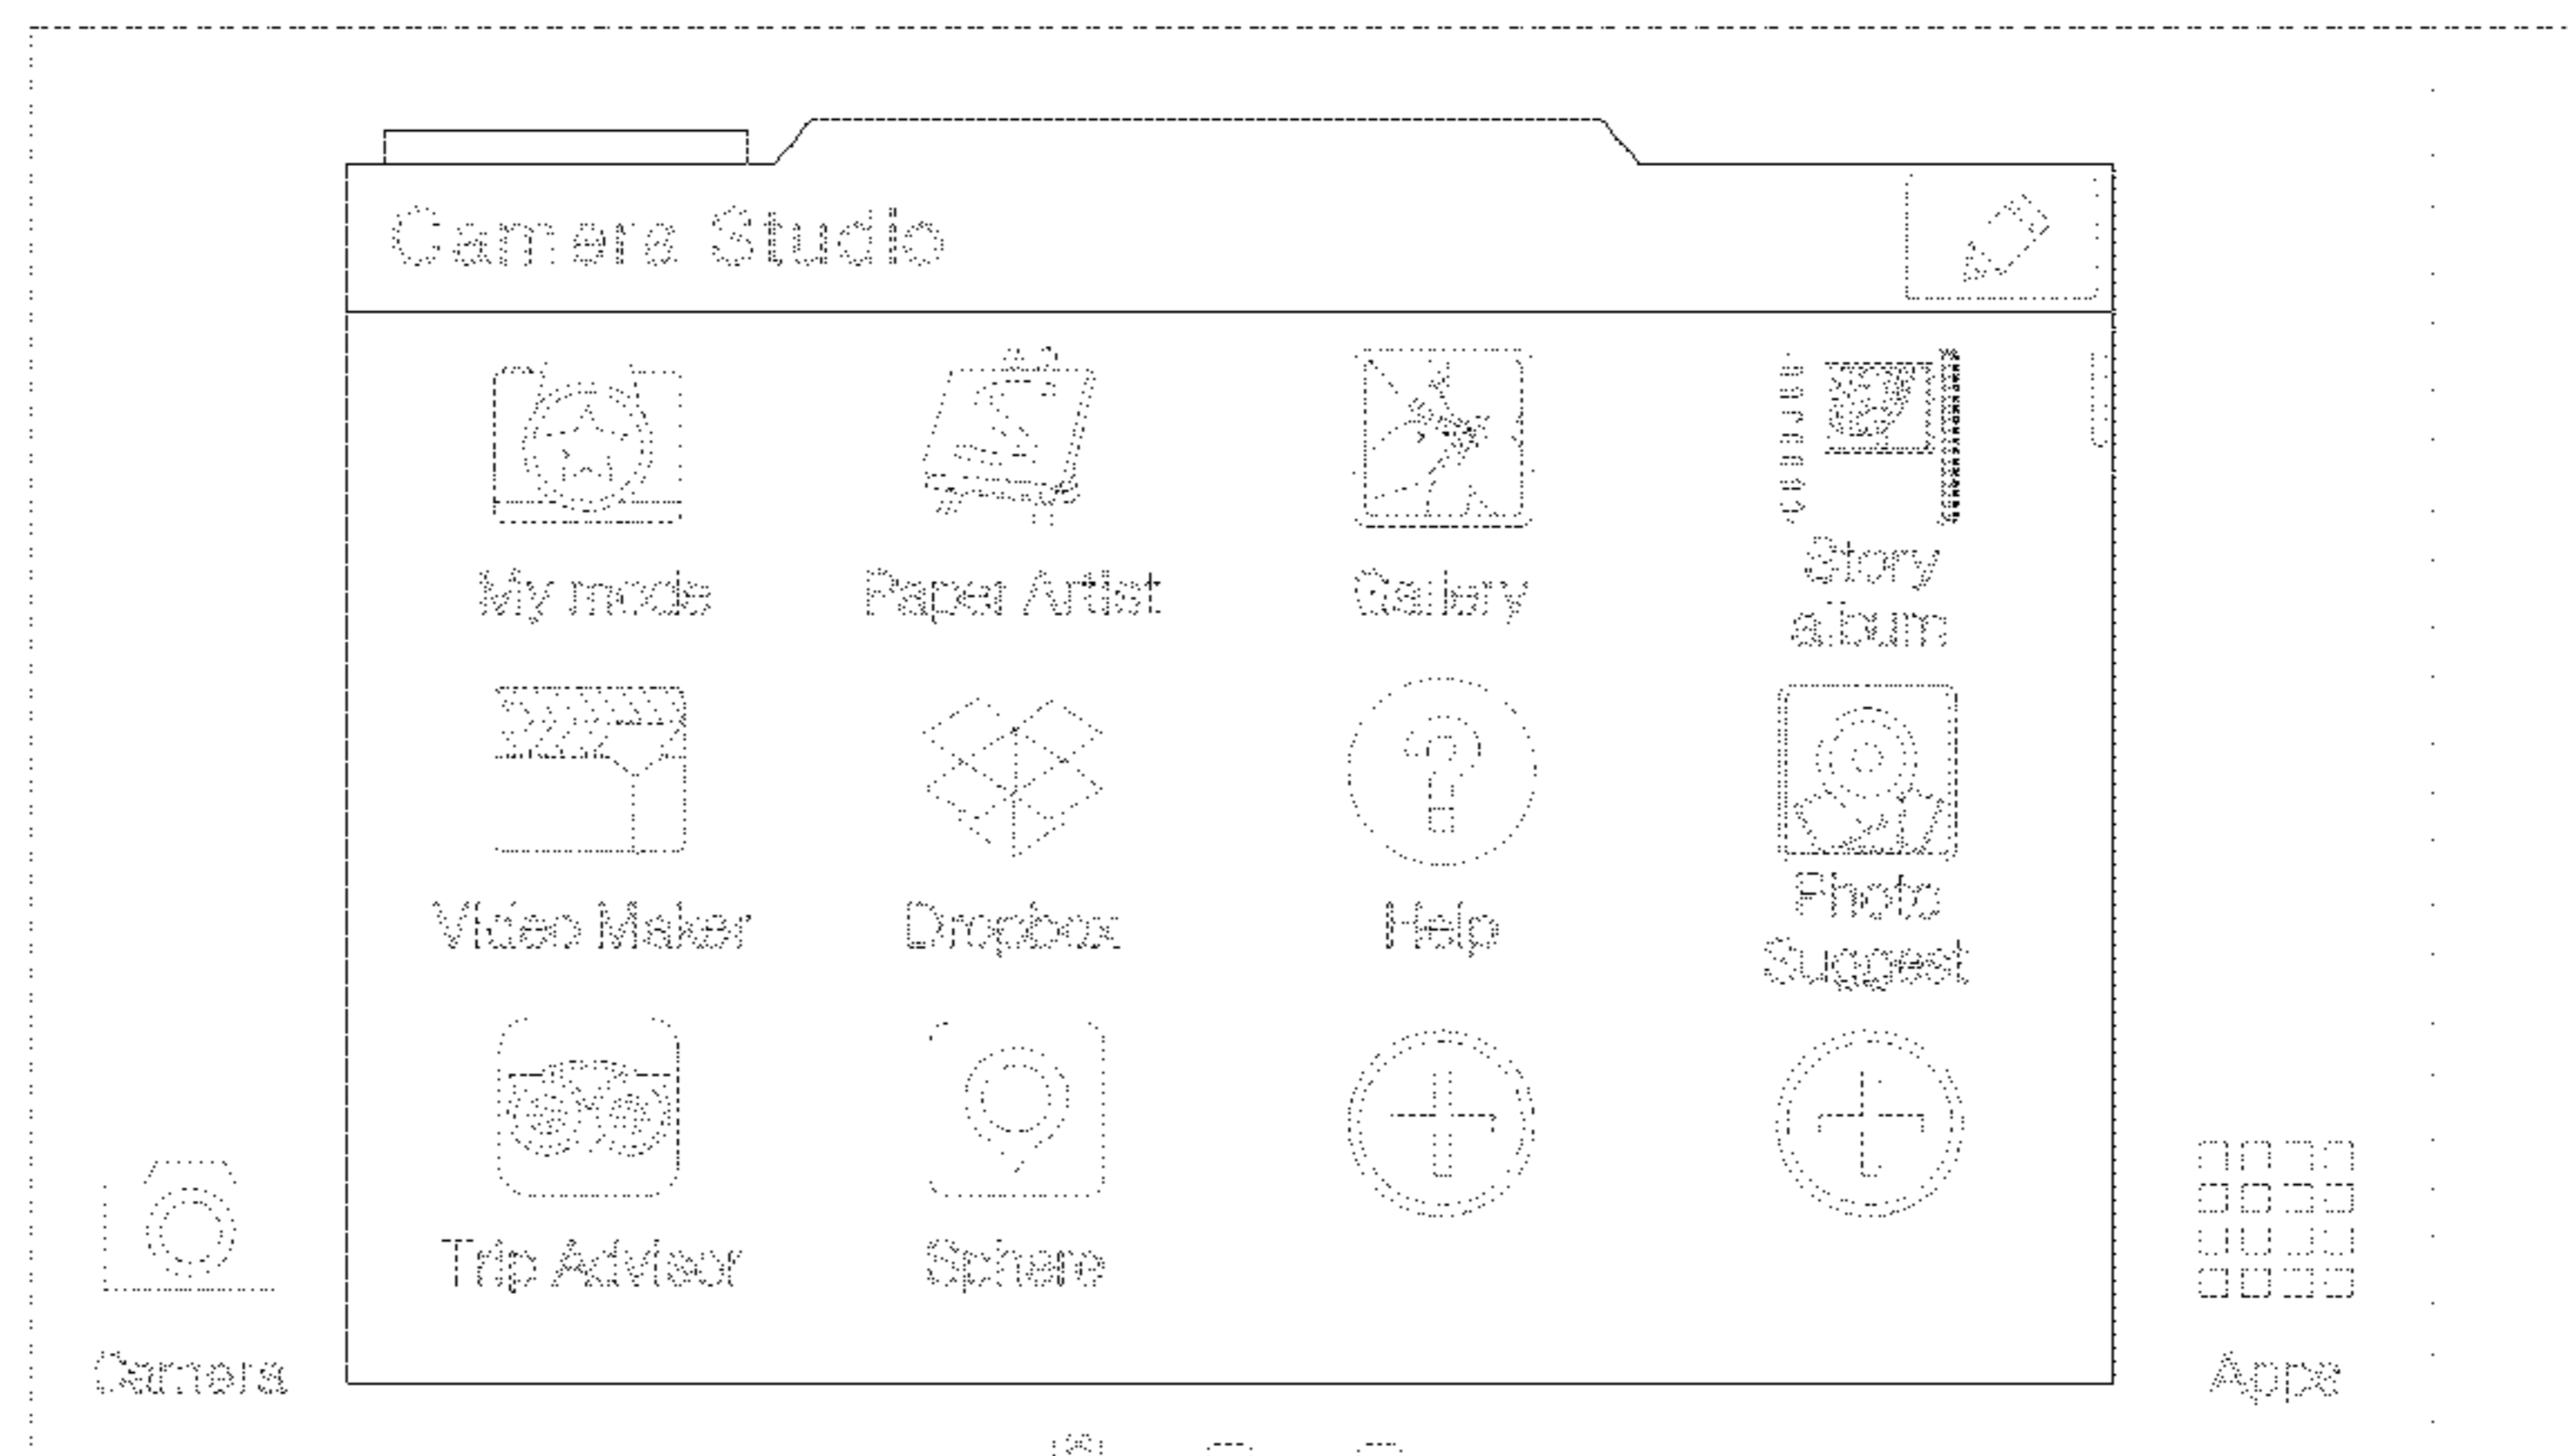 Camera Studio
My mode
Paper Artist
Gallery
Story
album
Video Maker
Dropbox
Help
Photo
Suggest
Trip Advisor
Sphere
Camera
Apps